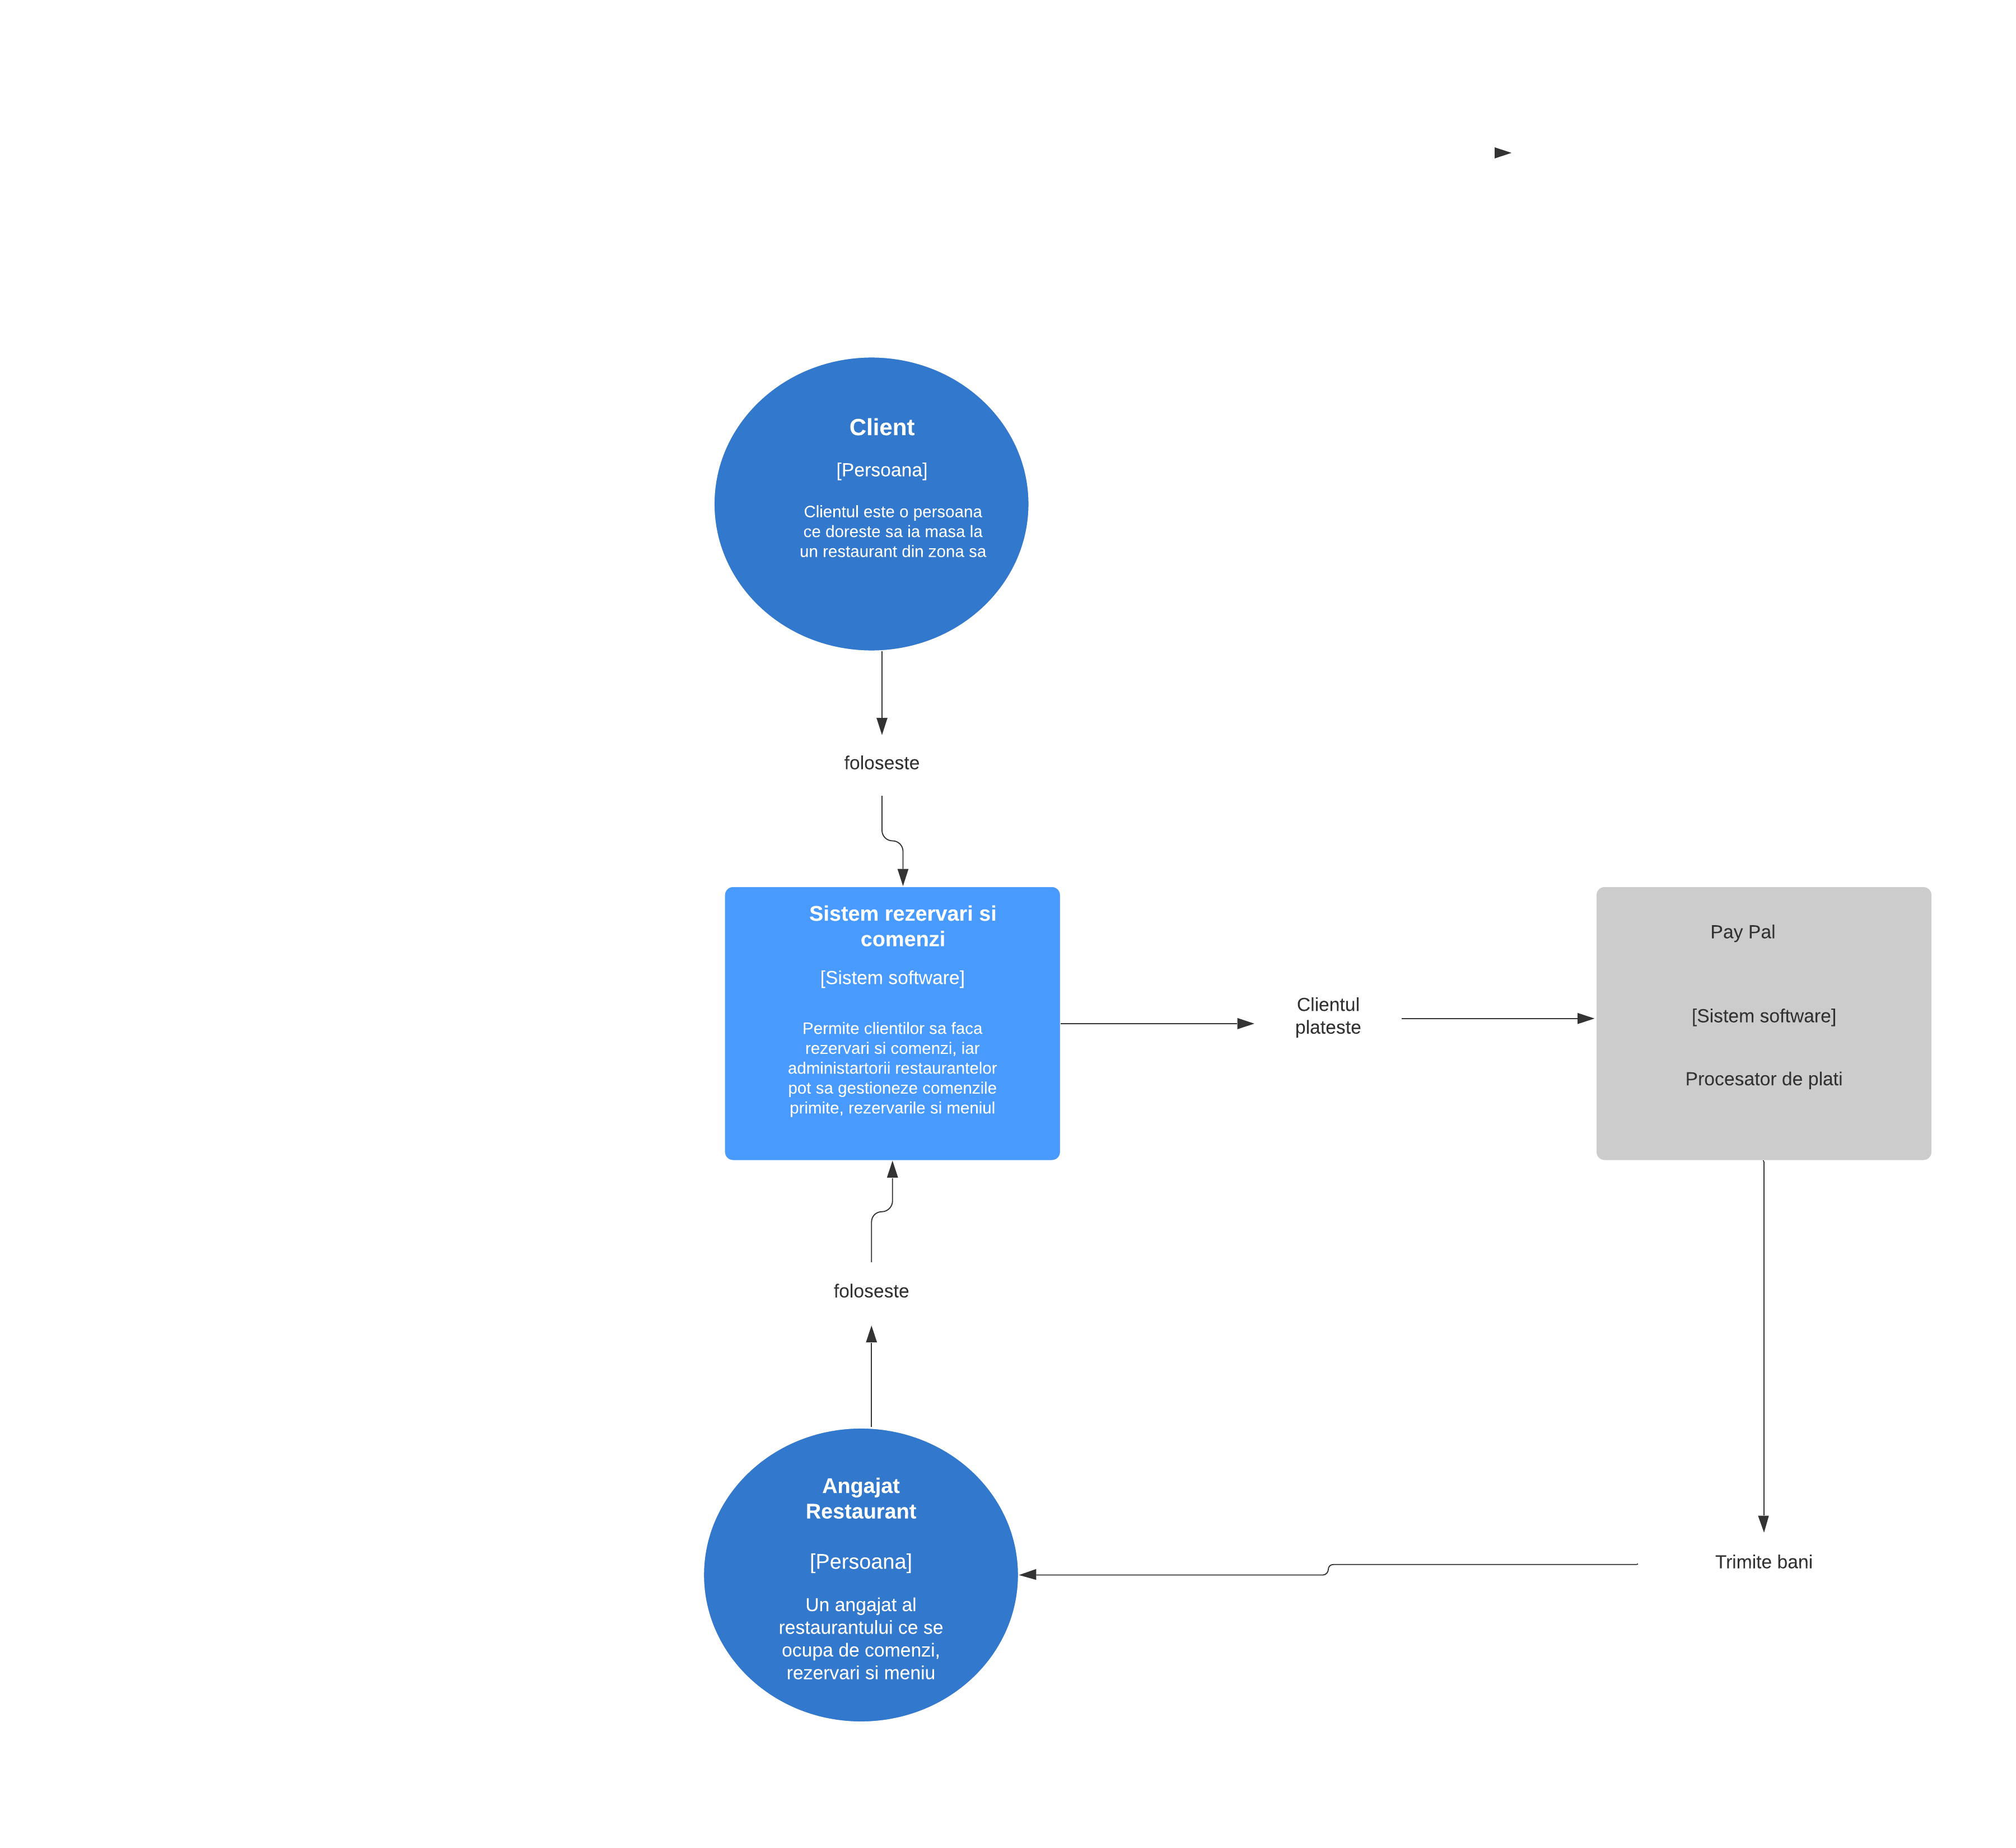 Client
[Persoana]
Clientul este o persoana
ce doreste sa ia masa la
un restaurant din zona sa
foloseste
Sistem rezervari si
comenzi
[Sistem software]
Permite clientilor sa faca
rezervari si comenzi, iar
administartorii restaurantelor
pot sa gestioneze comenzile
primite, rezervarile si meniul
Clientul
plateste
Pay Pal
[Sistem software]
Procesator de plati
foloseste
Angajat
Restaurant
[Persoana]
Un angajat al
restaurantului ce se
ocupa de comenzi,
rezervari si meniu
Trimite bani